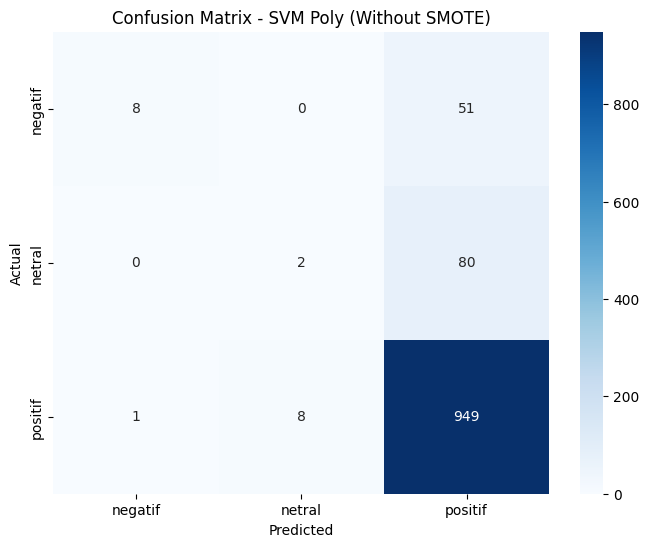 Confusion Matrix - SVM Poly (Without SMOTE)
negatif
8
0
51
netral
0
2
80
positif
1
8
949
Actual
negatif
netral
positif
Predicted
800
600
400
200
0